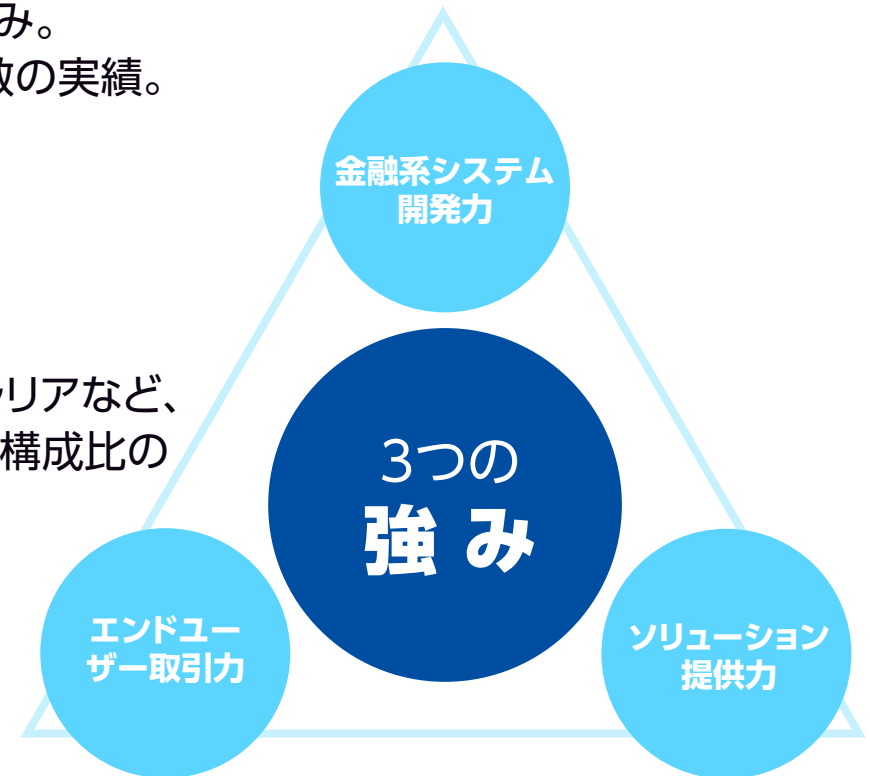 み。
数の実績。
金融系システム
開発力
リアなど、
構成比の
3つの
強み
エンドユー
ザー取引力
ソリューション
提供力